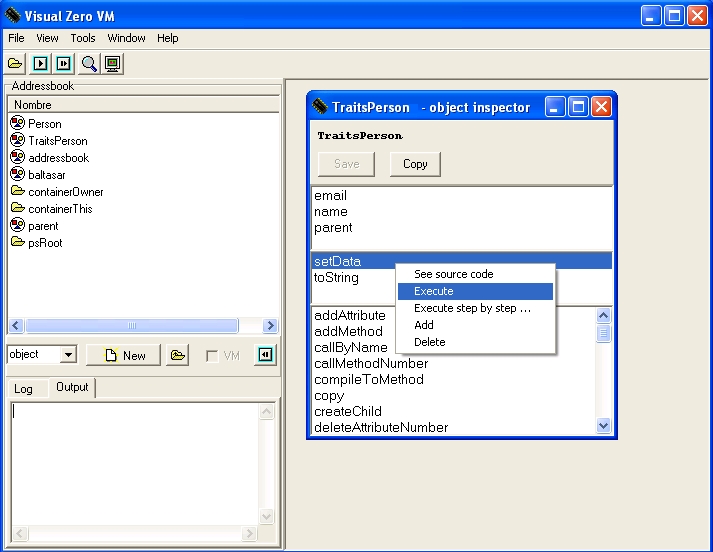 Visual Zero VM
File View Tools Window Help
Addressbook
Nombre
Person
TraitsPerson
addressbook
baltasar
containerOwner
containerThis
parent
psRoot
object
New
VM
Log Output
TraitsPerson - object inspector
TraitsPerson
Save Copy
email
name
parent
setData
toString
See source code
Execute
Execute step by step ...
Add
Delete
addAttribute
addMethod
callByName
callMethodNumber
compileToMethod
copy
createChild
deleteAttributeNumber